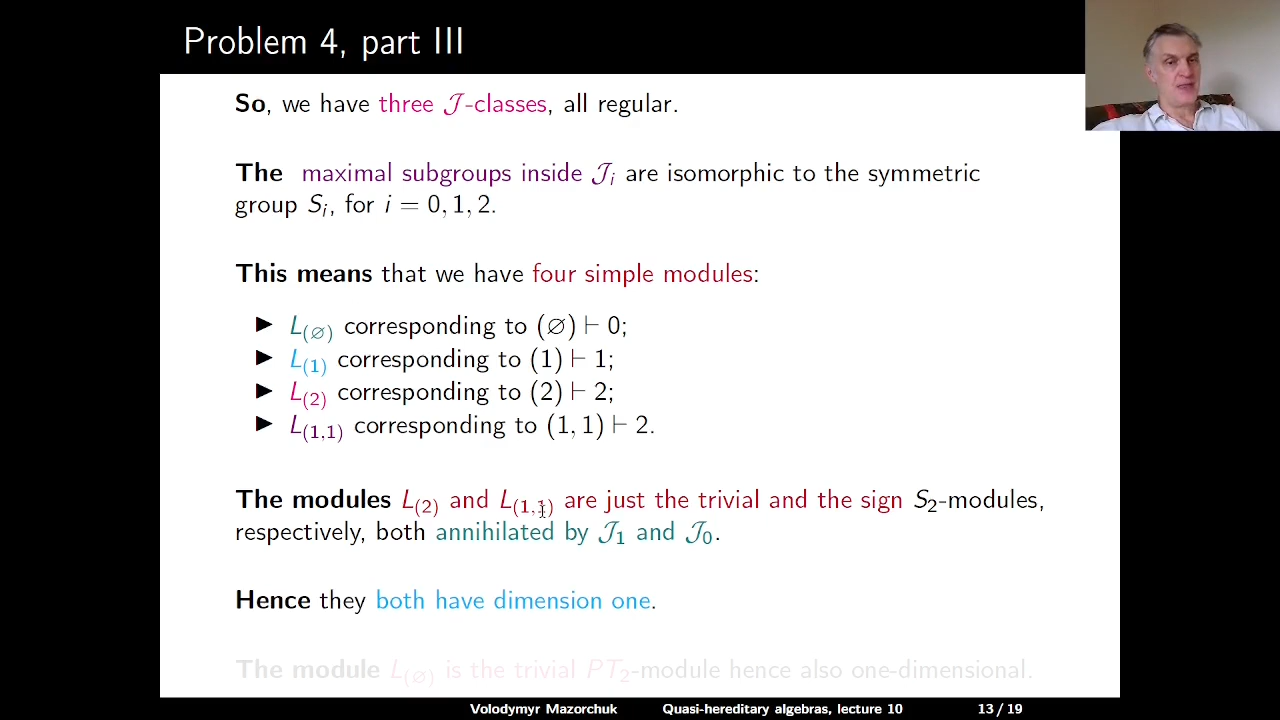 Problem 4, part III
So, we have three 𝒥-classes, all regular.
The maximal subgroups inside 𝒥ᵢ are isomorphic to the symmetric
group Sᵢ, for i = 0, 1, 2.
This means that we have four simple modules:
▶ L₍∅₎ corresponding to (∅) ⊢ 0;
▶ L₍₁₎ corresponding to (1) ⊢ 1;
▶ L₍₂₎ corresponding to (2) ⊢ 2;
▶ L₍₁,₁₎ corresponding to (1, 1) ⊢ 2.
The modules L₍₂₎ and L₍₁,₁₎ are just the trivial and the sign S₂-modules,
respectively, both annihilated by 𝒥₁ and 𝒥₀.
Hence they both have dimension one.
The module L₍∅₎ is the trivial PT₂-module hence also one-dimensional.
Volodymyr Mazorchuk Quasi-hereditary algebras, lecture 10 13 / 19